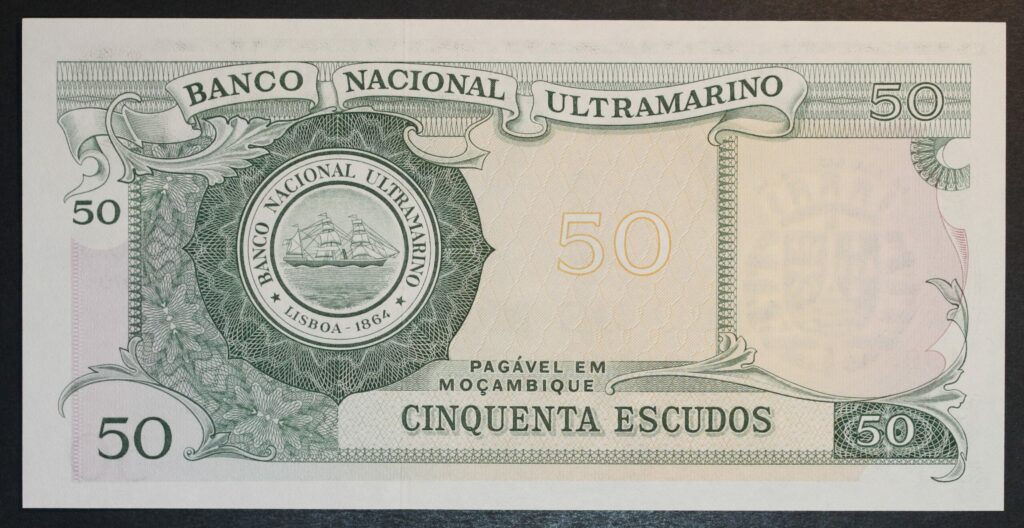 BANCO NACIONAL ULTRAMARINO
50
50
BANCO NACIONAL ULTRAMARINO
★ LISBOA - 1864 ★
50
PAGÁVEL EM
MOÇAMBIQUE
CINQUENTA ESCUDOS
50
50